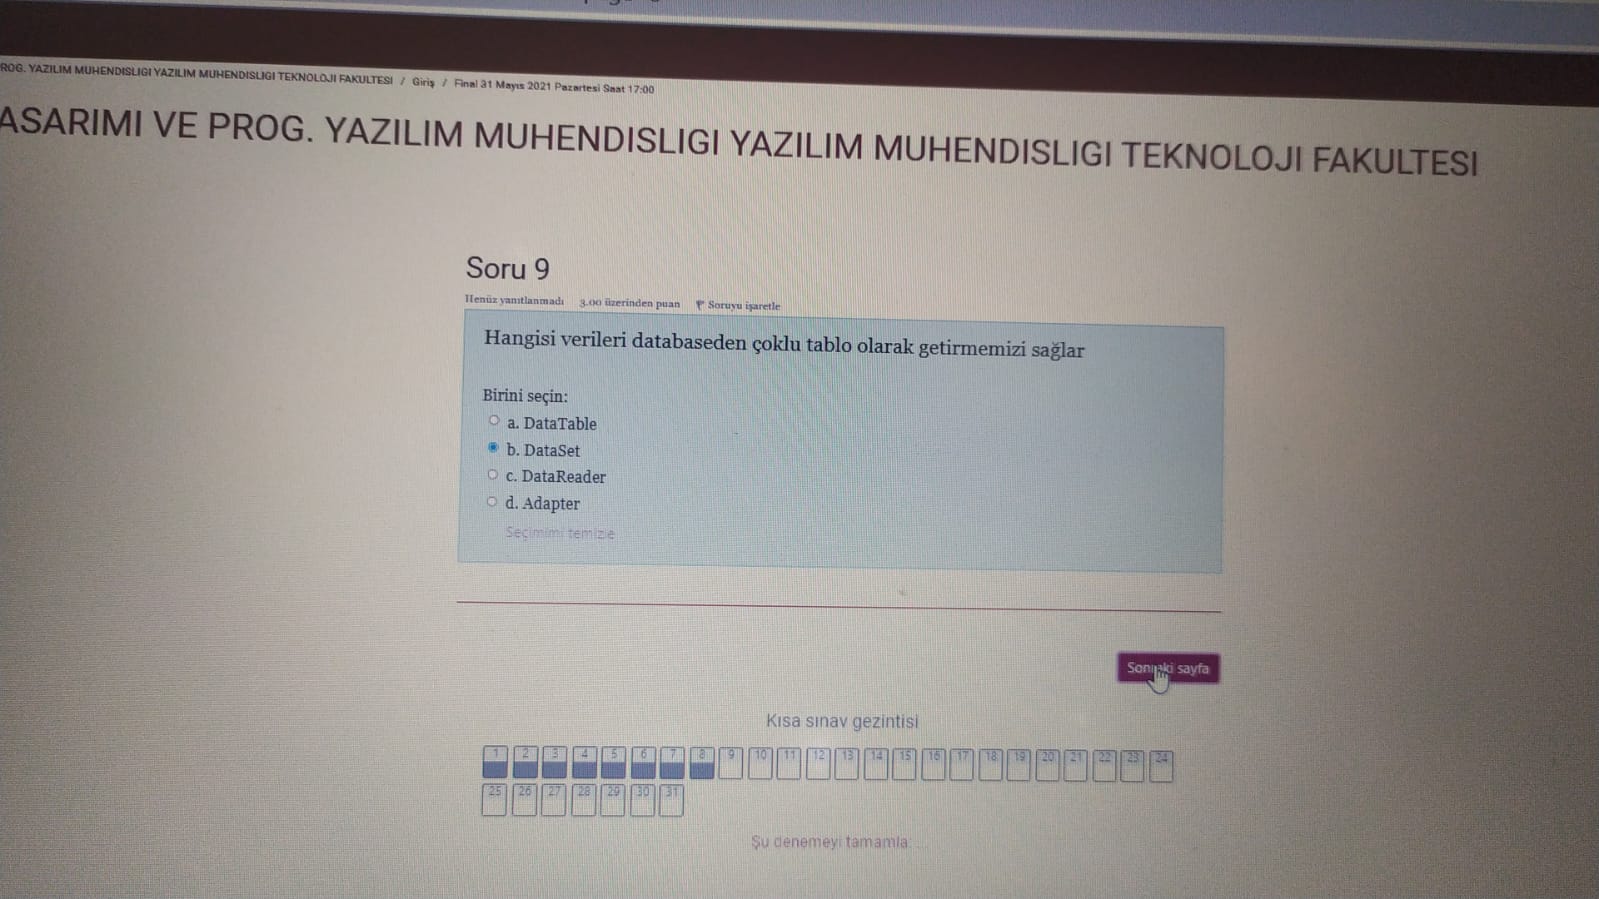 ROG. YAZILIM MUHENDISLIGI YAZILIM MUHENDISLIGI TEKNOLOJI FAKULTESI / Giriş / Final 31 Mayıs 2021 Pazartesi Saat 17:00
ASARIMI VE PROG. YAZILIM MUHENDISLIGI YAZILIM MUHENDISLIGI TEKNOLOJI FAKULTESI
Soru 9
Henüz yanıtlanmadı 3.00 üzerinden puan Soruyu işaretle
Hangisi verileri databaseden çoklu tablo olarak getirmemizi sağlar
Birini seçin:
a. DataTable
b. DataSet
c. DataReader
d. Adapter
Seçimimi temizle
Sonraki sayfa
Kısa sınav gezintisi
1 2 3 4 5 6 7 8 9 10 11 12 13 14 15 16 17 18 19 20 21 22 23 24
25 26 27 28 29 30 31
Şu denemeyi tamamla: ...